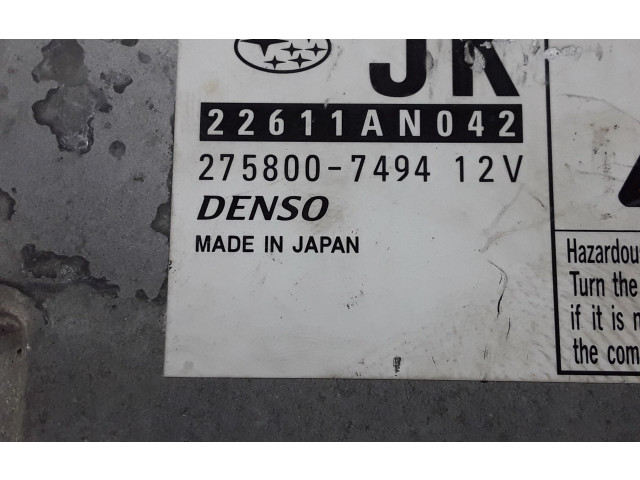 JK
22611AN042
275800-7494 12V
DENSO
MADE IN JAPAN
Hazardou
Turn the
if it is n
the com